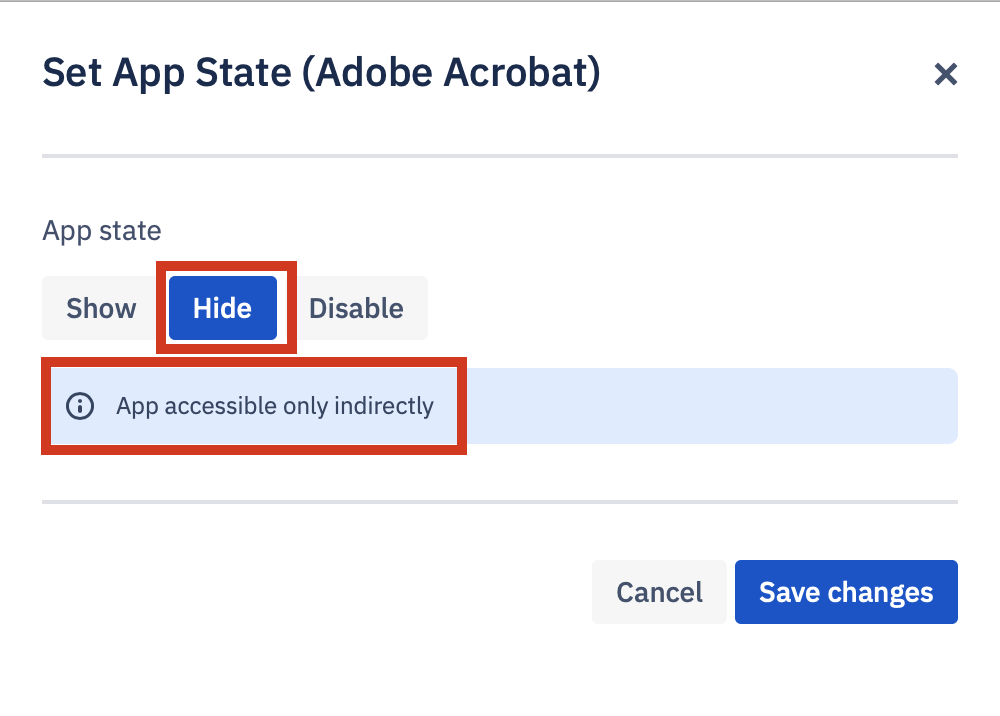 Set App State (Adobe Acrobat)
App state
Show Hide Disable
App accessible only indirectly
Cancel Save changes